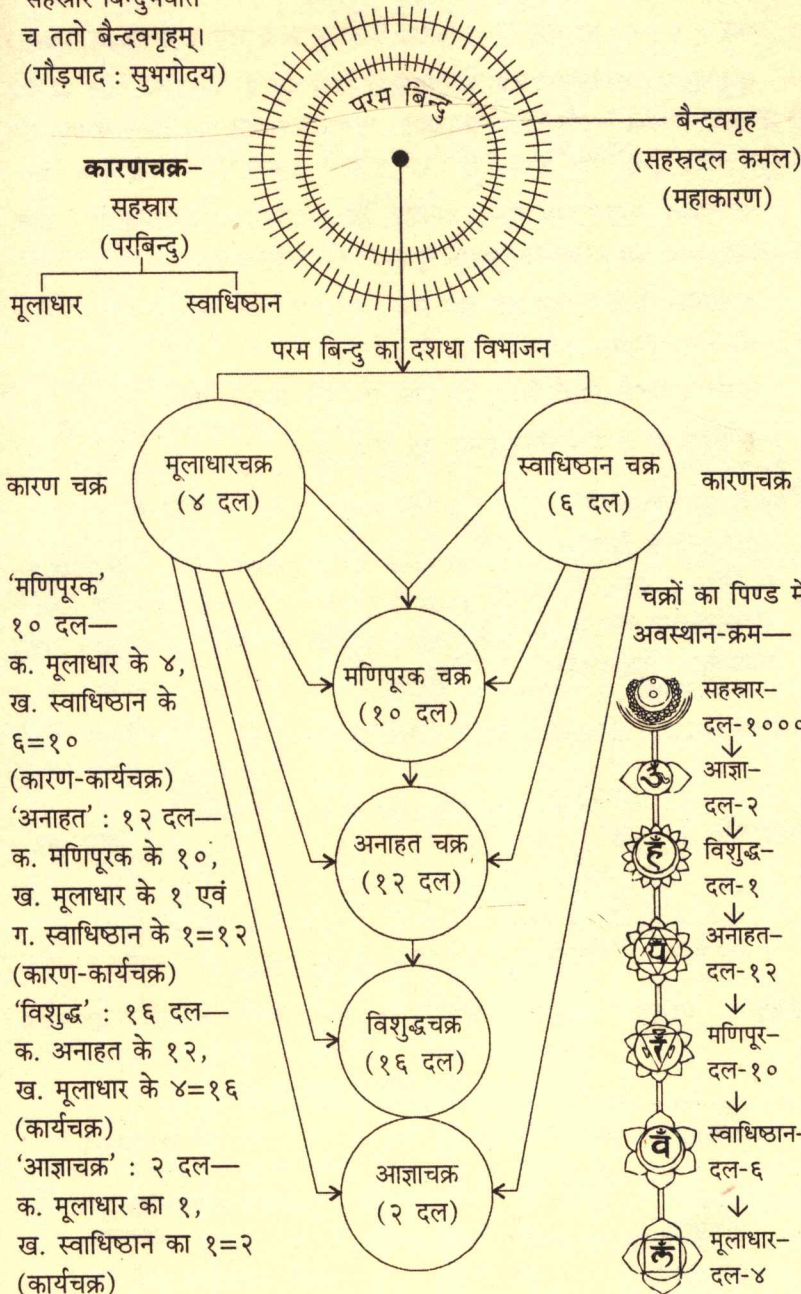 सहस्रारं बिन्दुर्भवति
च ततो बैन्दवगृहम्।
(गौड़पाद : सुभगोदय)
परम बिन्दु
बैन्दवगृह
(सहस्रदल कमल)
(महाकारण)
कारणचक्र–
सहस्रार
(परबिन्दु)
मूलाधार स्वाधिष्ठान
परम बिन्दु का दशधा विभाजन
कारण चक्र
मूलाधारचक्र
(४ दल)
स्वाधिष्ठान चक्र
(६ दल)
कारणचक्र
'मणिपूरक'
१० दल—
क. मूलाधार के ४,
ख. स्वाधिष्ठान के
६=१०
(कारण-कार्यचक्र)
'अनाहत' : १२ दल—
क. मणिपूरक के १०,
ख. मूलाधार के १ एवं
ग. स्वाधिष्ठान के १=१२
(कारण-कार्यचक्र)
'विशुद्ध' : १६ दल—
क. अनाहत के १२,
ख. मूलाधार के ४=१६
(कार्यचक्र)
'आज्ञाचक्र' : २ दल—
क. मूलाधार का १,
ख. स्वाधिष्ठान का १=२
(कार्यचक्र)
मणिपूरक चक्र
(१० दल)
अनाहत चक्र
(१२ दल)
विशुद्धचक्र
(१६ दल)
आज्ञाचक्र
(२ दल)
चक्रों का पिण्ड में
अवस्थान-क्रम—
सहस्रार–
दल-१०००
ॐ
आज्ञा–
दल-२
हँ
विशुद्ध–
दल-१
यँ
अनाहत–
दल-१२
रँ
मणिपूर–
दल-१०
वँ
स्वाधिष्ठान–
दल-६
लँ
मूलाधार–
दल-४